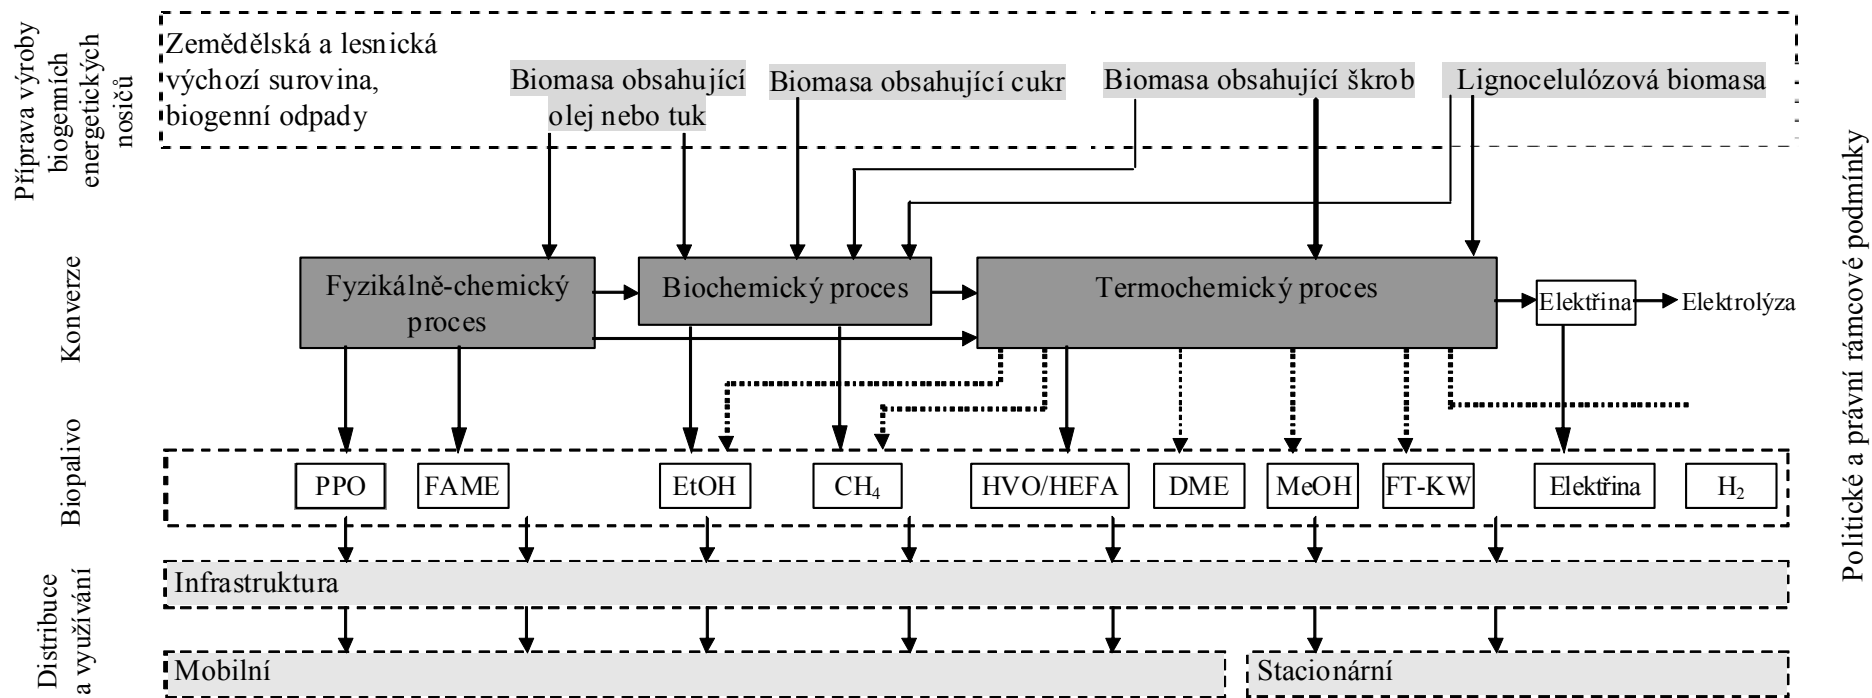 Příprava výroby
biogenních
energetických
nosičů
Zemědělská a lesnická
výchozí surovina,
biogenní odpady
Biomasa obsahující
olej nebo tuk
Biomasa obsahující cukr
Biomasa obsahující škrob
Lignocelulózová biomasa
Konverze
Fyzikálně-chemický
proces
Biochemický proces
Termochemický proces
Elektřina
Elektrolýza
Biopalivo
PPO
FAME
EtOH
CH₄
HVO/HEFA
DME
MeOH
FT-KW
Elektřina
H₂
Distribuce
a využívání
Infrastruktura
Mobilní
Stacionární
Politické a právní rámcové podmínky